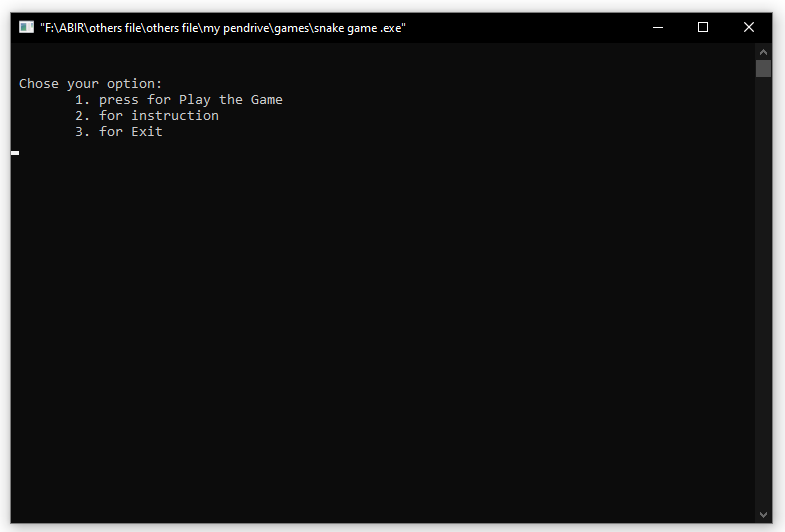 "F:\ABIR\others file\others file\my pendrive\games\snake game .exe"
Chose your option:
1. press for Play the Game
2. for instruction
3. for Exit